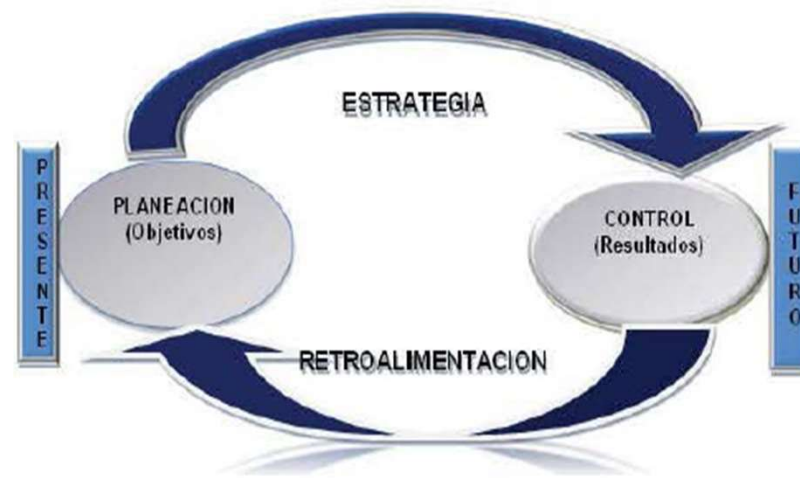 ESTRATEGIA
PRESENTE
PLANEACION
(Objetivos)
CONTROL
(Resultados)
FUTURO
RETROALIMENTACION